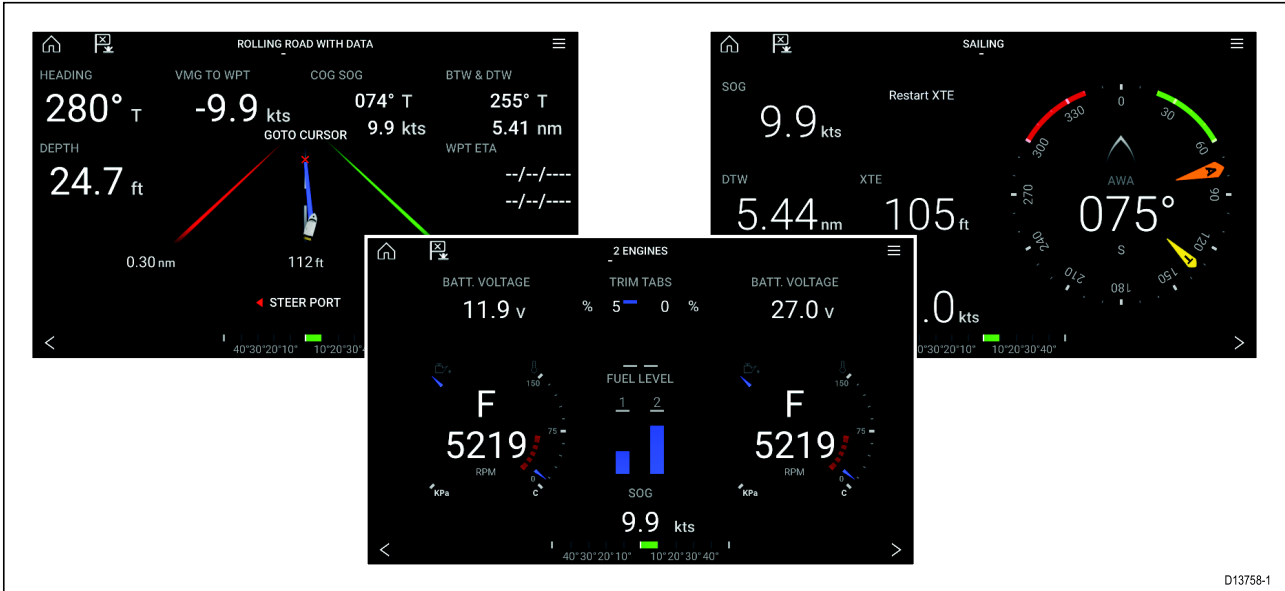 ROLLING ROAD WITH DATA
HEADING
280° T
VMG TO WPT
-9.9 kts
COG SOG
074° T
9.9 kts
BTW & DTW
255° T
5.41 nm
GOTO CURSOR
DEPTH
24.7 ft
WPT ETA
--/--/----
--/--/----
0.30 nm
112 ft
STEER PORT
<
40°30°20°10° 10°20°30°
SAILING
SOG
9.9 kts
Restart XTE
DTW
5.44 nm
XTE
105 ft
.0 kts
0
30
60
90
120
150
180
210
240
270
300
330
A
T
AWA
075°
S
0°30°20°10° 10°20°30°40°
>
2 ENGINES
BATT. VOLTAGE
11.9 v
TRIM TABS
% 5 0 %
BATT. VOLTAGE
27.0 v
150
75
0
F
5219
RPM
KPa
C
FUEL LEVEL
1 2
SOG
9.9 kts
150
75
0
F
5219
RPM
KPa
C
<
40°30°20°10° 10°20°30°40°
>
D13758-1